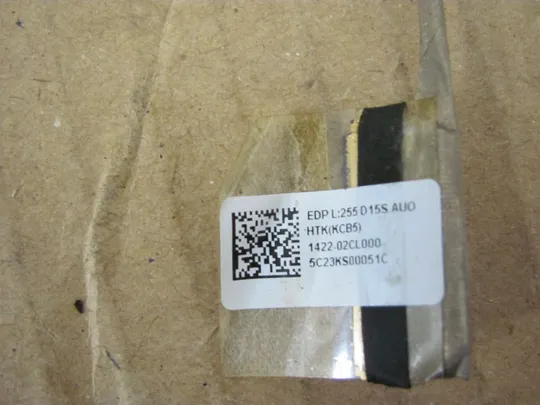 EDP L:255 D15S AUO
HTK(KCB5)
1422-02CL000
5C23KS00051C